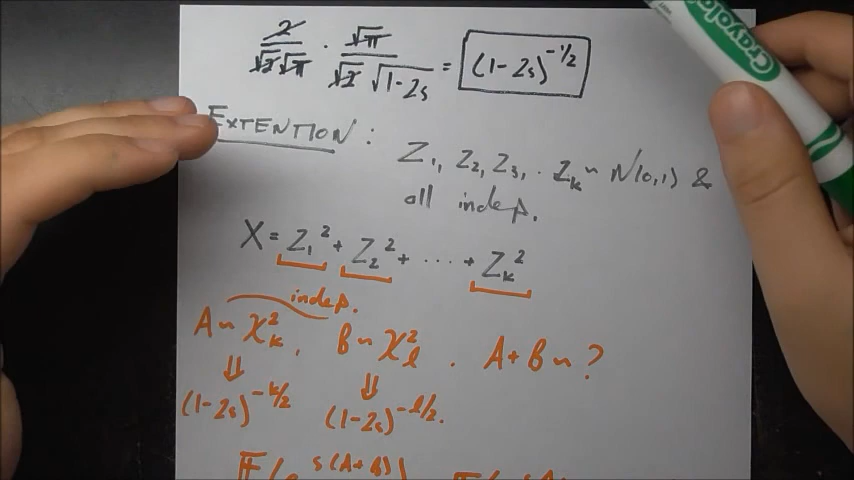 2/(√2√π) · √π/(√2 √1-2s) = (1-2s)^-1/2
EXTENTION :
Z1, Z2, Z3, . Zk ~ N(0,1) &
all indep.
X = Z1² + Z2² + ···· + Zk²
indep.
A ~ χ²k , B ~ χ²l . A+B ~ ?
⇓ ⇓
(1-2s)^-k/2 (1-2s)^-l/2.
Crayola